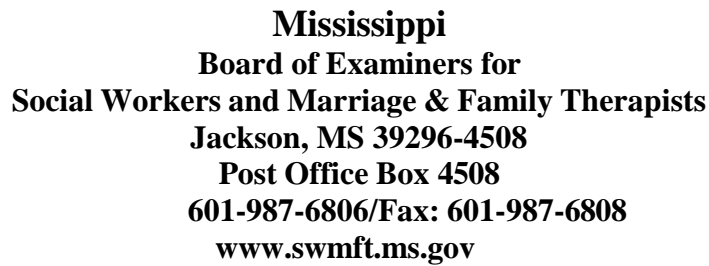 Mississippi
Board of Examiners for
Social Workers and Marriage & Family Therapists
Jackson, MS 39296-4508
Post Office Box 4508
601-987-6806/Fax: 601-987-6808
www.swmft.ms.gov